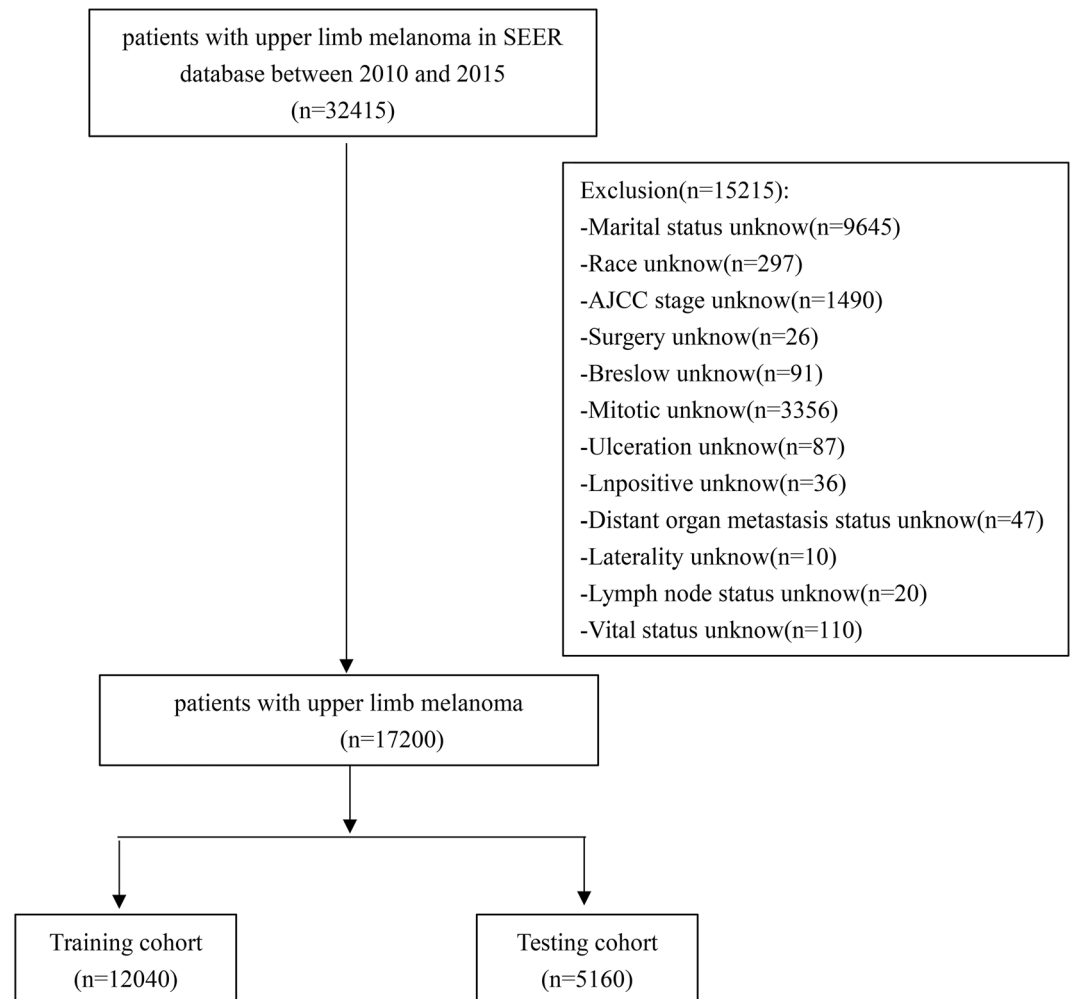 patients with upper limb melanoma in SEER
database between 2010 and 2015
(n=32415)
Exclusion(n=15215):
-Marital status unknow(n=9645)
-Race unknow(n=297)
-AJCC stage unknow(n=1490)
-Surgery unknow(n=26)
-Breslow unknow(n=91)
-Mitotic unknow(n=3356)
-Ulceration unknow(n=87)
-Lnpositive unknow(n=36)
-Distant organ metastasis status unknow(n=47)
-Laterality unknow(n=10)
-Lymph node status unknow(n=20)
-Vital status unknow(n=110)
patients with upper limb melanoma
(n=17200)
Training cohort
(n=12040)
Testing cohort
(n=5160)